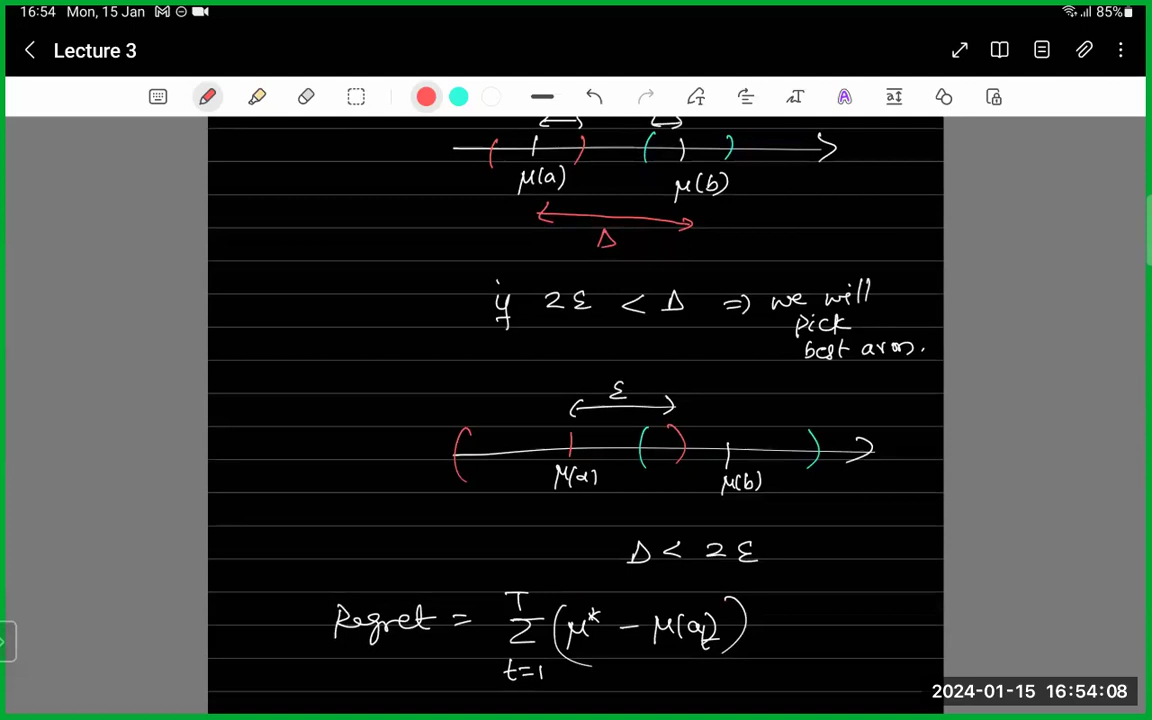 16:54 Mon, 15 Jan
85%
Lecture 3
μ(a) μ(b)
Δ
if 2ε < Δ => we will
pick
best arm.
ε
μ(a) μ(b)
Δ < 2ε
Regret = T Σ t=1 (μ* - μ(a_t))
2024-01-15 16:54:08